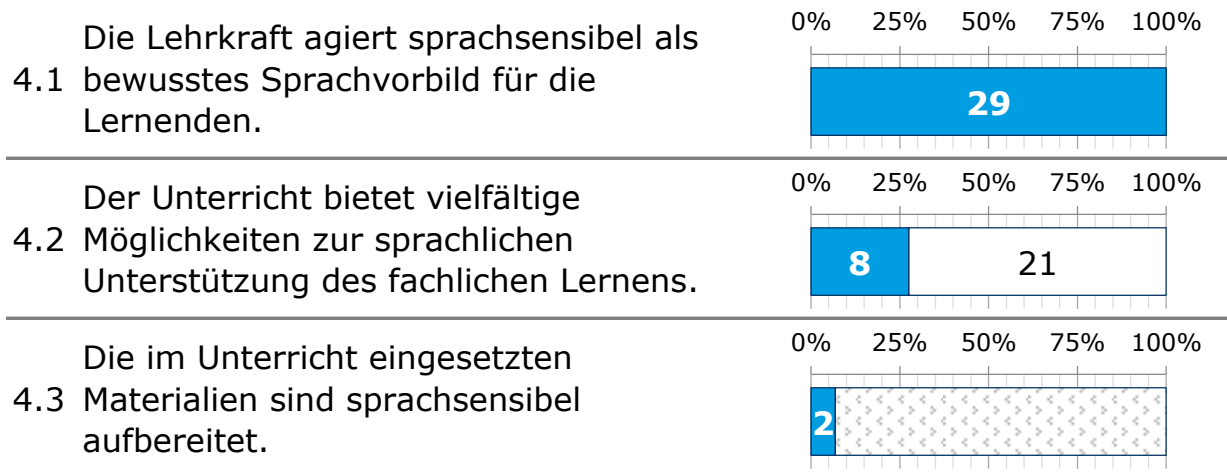 0% 25% 50% 75% 100%
Die Lehrkraft agiert sprachsensibel als
4.1 bewusstes Sprachvorbild für die
Lernenden.
29
0% 25% 50% 75% 100%
Der Unterricht bietet vielfältige
4.2 Möglichkeiten zur sprachlichen
Unterstützung des fachlichen Lernens.
8 21
0% 25% 50% 75% 100%
Die im Unterricht eingesetzten
4.3 Materialien sind sprachsensibel
aufbereitet.
2